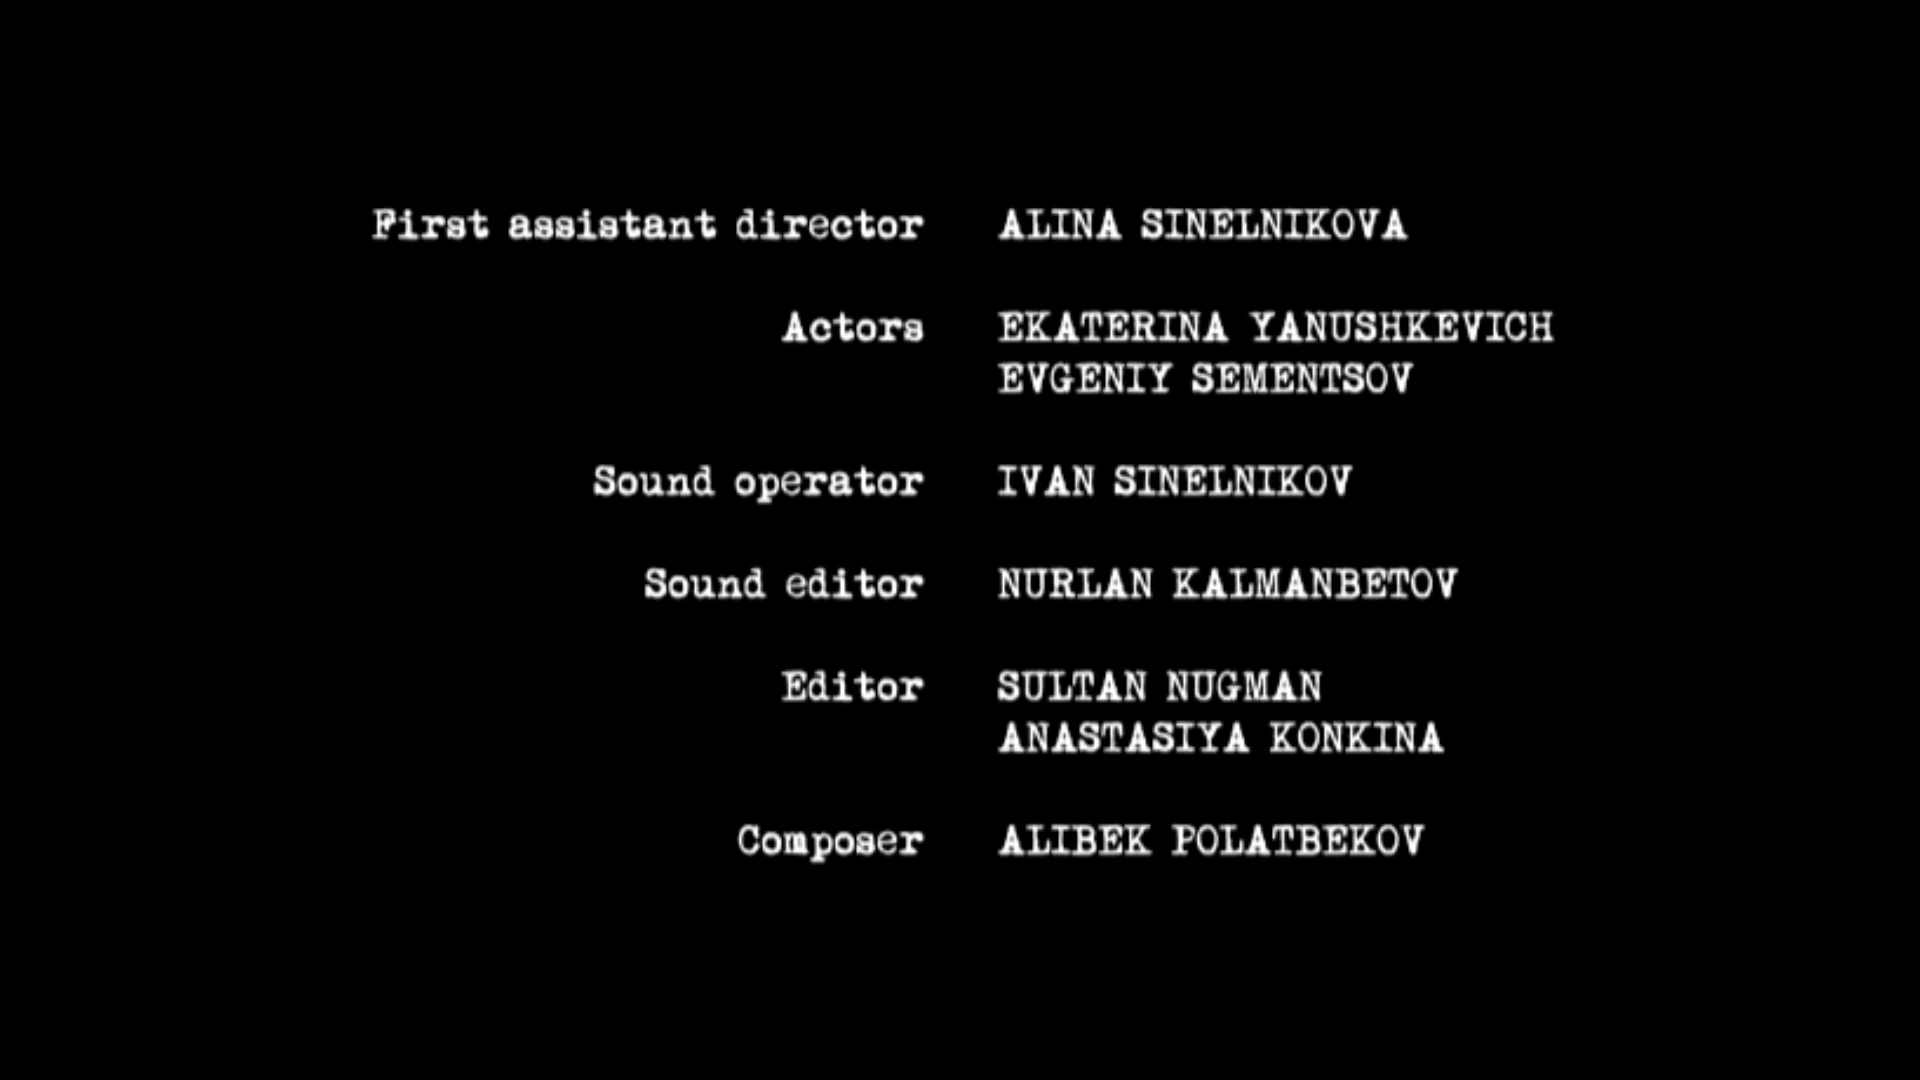 First assistant director ALINA SINELNIKOVA
Actors EKATERINA YANUSHKEVICH
EVGENIY SEMENTSOV
Sound operator IVAN SINELNIKOV
Sound editor NURLAN KALMANBETOV
Editor SULTAN NUGMAN
ANASTASIYA KONKINA
Composer ALIBEK POLATBEKOV